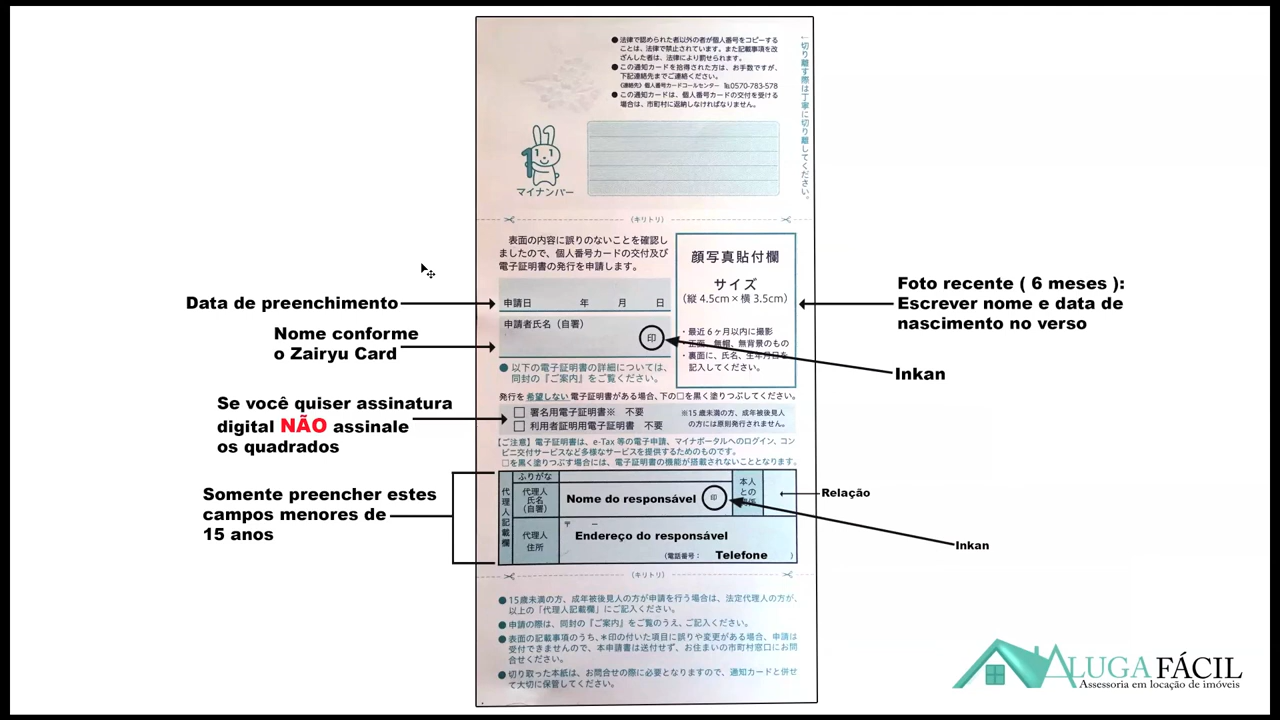 ●法律で認められた者以外の者が個人番号をコピーする
ことは、法律で禁止されています。また記載事項を改
ざんした者は、法律により罰せられます。
●この通知カードを拾得された方は、お手数ですが、
下記連絡先までご連絡ください。
《連絡先》個人番号カードコールセンター ℡0570-783-578
●この通知カードは、個人番号カードの交付を受ける
場合は、市町村に返納しなければなりません。
切り離す際は丁寧に切り離してください。
マイナンバー
(キリトリ)
表面の内容に誤りのないことを確認し
ましたので、個人番号カードの交付及び
電子証明書の発行を申請します。
顔写真貼付欄
サイズ
(縦 4.5cm×横 3.5cm)
・最近6ヶ月以内に撮影
・正面、無帽、無背景のもの
・裏面に、氏名、生年月日を
記入してください。
申請日 年 月 日
申請者氏名(自署)
印
●以下の電子証明書の詳細については、
同封の『ご案内』をご覧ください。
発行を希望しない電子証明書がある場合、下の□を黒く塗りつぶしてください。
□ 署名用電子証明書※ 不要
□ 利用者証明用電子証明書 不要
※15歳未満の方、成年被後見人
の方には原則発行されません。
【ご注意】電子証明書は、e-Tax 等の電子申請、マイナポータルへのログイン、コン
ビニ交付サービスなど多様なサービスを提供するためのものです。
□を黒く塗りつぶす場合には、電子証明書の機能が搭載されないこととなります。
代理人記載欄
ふりがな
代理人
氏名
(自署)
Nome do responsável
印
本人
との
関係
代理人
住所
〒 －
Endereço do responsável
(電話番号： Telefone )
(キリトリ)
●15歳未満の方、成年被後見人の方が申請を行う場合は、法定代理人の方が、
以上の「代理人記載欄」にご記入ください。
●申請の際は、同封の『ご案内』をご覧のうえ、ご記入ください。
●表面の記載事項のうち、＊印の付いた項目に誤りや変更がある場合、申請は
受付できませんので、本申請書は送付せず、お住まいの市町村窓口にお問
合せください。
●切り取った本紙は、お問合せの際に必要となりますので、通知カードと併せ
て大切に保管してください。
Data de preenchimento
Nome conforme
o Zairyu Card
Se você quiser assinatura
digital NÃO assinale
os quadrados
Somente preencher estes
campos menores de
15 anos
Foto recente ( 6 meses ):
Escrever nome e data de
nascimento no verso
Inkan
Relação
Inkan
ALUGA FÁCIL
Assessoria em locação de imóveis